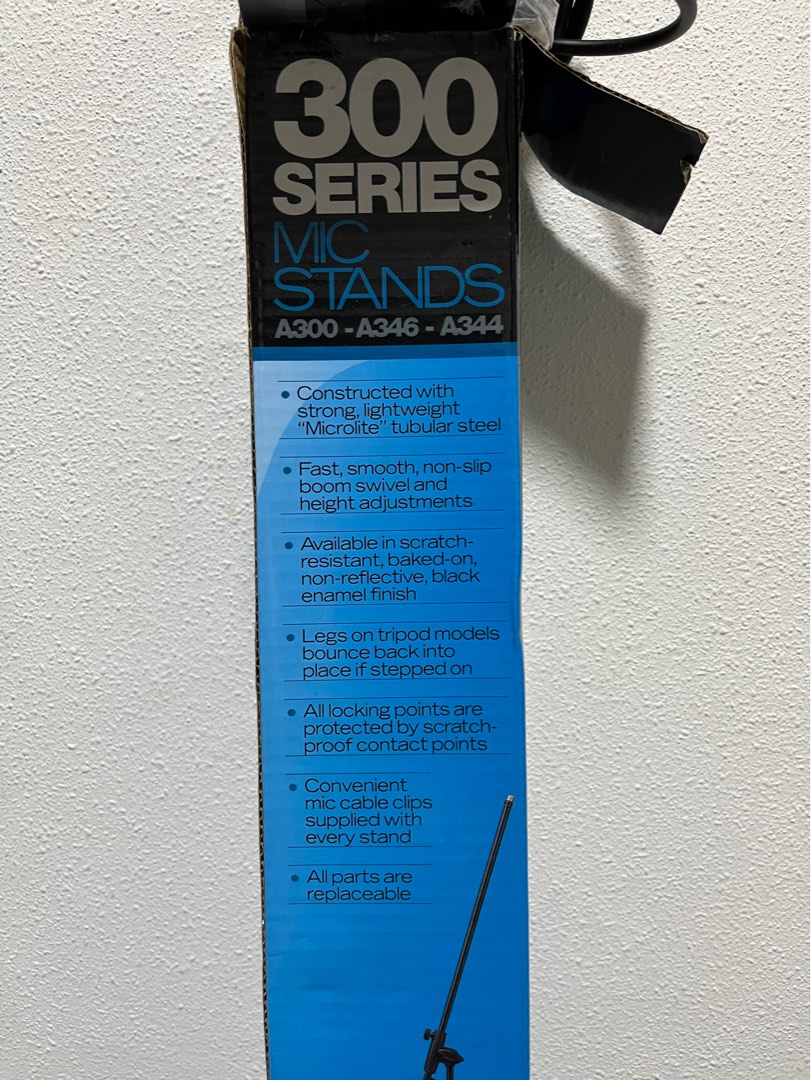 300
SERIES
MIC
STANDS
A300 - A346 - A344
• Constructed with
strong, lightweight
"Microlite" tubular steel
• Fast, smooth, non-slip
boom swivel and
height adjustments
• Available in scratch-
resistant, baked-on,
non-reflective, black
enamel finish
• Legs on tripod models
bounce back into
place if stepped on
• All locking points are
protected by scratch-
proof contact points
• Convenient
mic cable clips
supplied with
every stand
• All parts are
replaceable